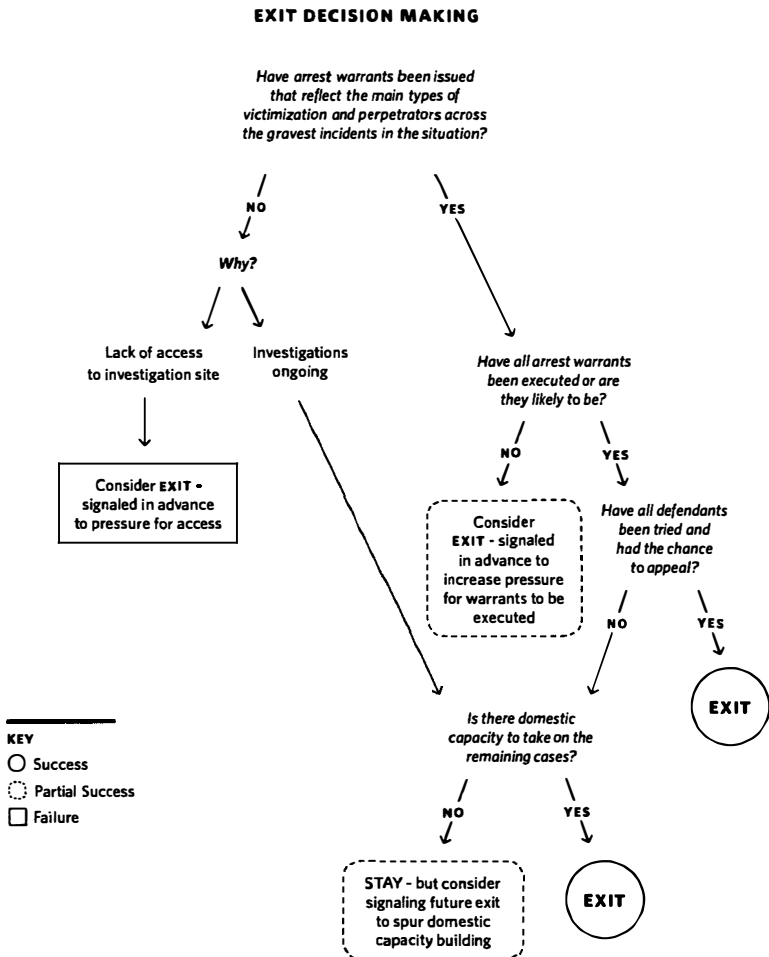 EXIT DECISION MAKING
Have arrest warrants been issued
that reflect the main types of
victimization and perpetrators across
the gravest incidents in the situation?
NO
YES
Why?
Lack of access
to investigation site
Investigations
ongoing
Have all arrest warrants
been executed or are
they likely to be?
NO
YES
Consider EXIT -
signaled in advance
to pressure for access
Consider
EXIT - signaled
in advance to
increase pressure
for warrants to be
executed
Have all defendants
been tried and
had the chance
to appeal?
NO
YES
EXIT
Is there domestic
capacity to take on the
remaining cases?
KEY
Success
Partial Success
Failure
NO
YES
STAY - but consider
signaling future exit
to spur domestic
capacity building
EXIT